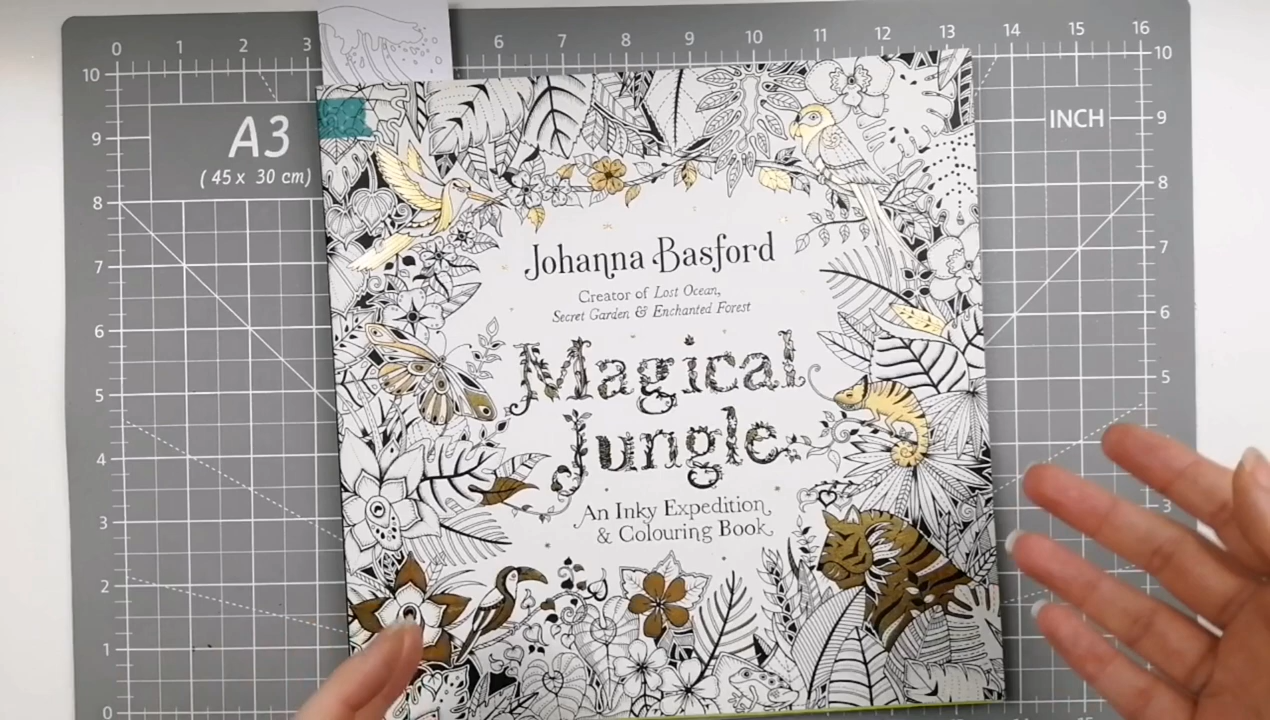 0 1 2 3 6 7 8 9 10 11 12 13 14 15 16
10 10
9 9
A3
INCH
( 45 x 30 cm)
8 8
7 7
6 6
5 5
4
3 3
2
1
0
Johanna Basford
Creator of Lost Ocean,
Secret Garden & Enchanted Forest
Magical
Jungle
An Inky Expedition
& Colouring Book